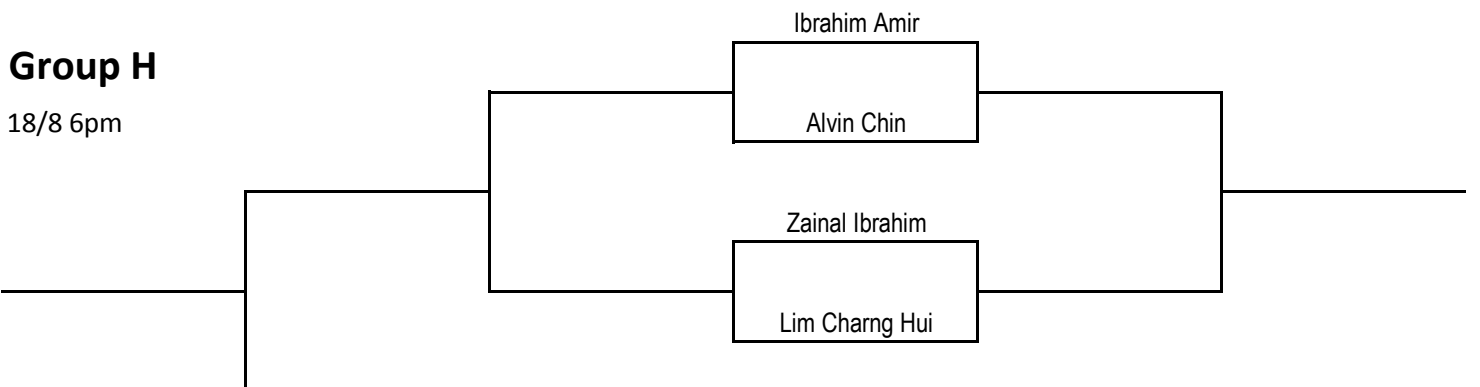 Group H
18/8 6pm
Ibrahim Amir
Alvin Chin
Zainal Ibrahim
Lim Charng Hui